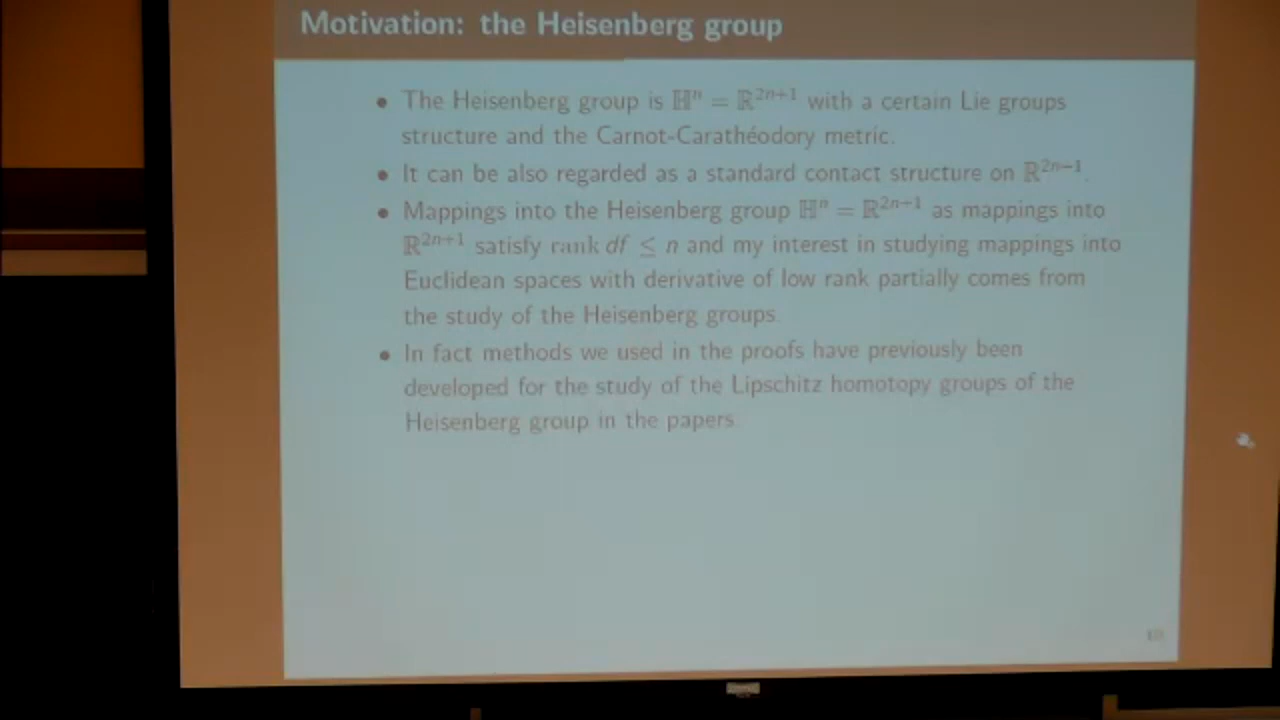 Motivation: the Heisenberg group
• The Heisenberg group is ℍⁿ = ℝ²ⁿ⁺¹ with a certain Lie groups
structure and the Carnot-Carathéodory metric.
• It can be also regarded as a standard contact structure on ℝ²ⁿ⁺¹.
• Mappings into the Heisenberg group ℍⁿ = ℝ²ⁿ⁺¹ as mappings into
ℝ²ⁿ⁺¹ satisfy rank df ≤ n and my interest in studying mappings into
Euclidean spaces with derivative of low rank partially comes from
the study of the Heisenberg groups.
• In fact methods we used in the proofs have previously been
developed for the study of the Lipschitz homotopy groups of the
Heisenberg group in the papers